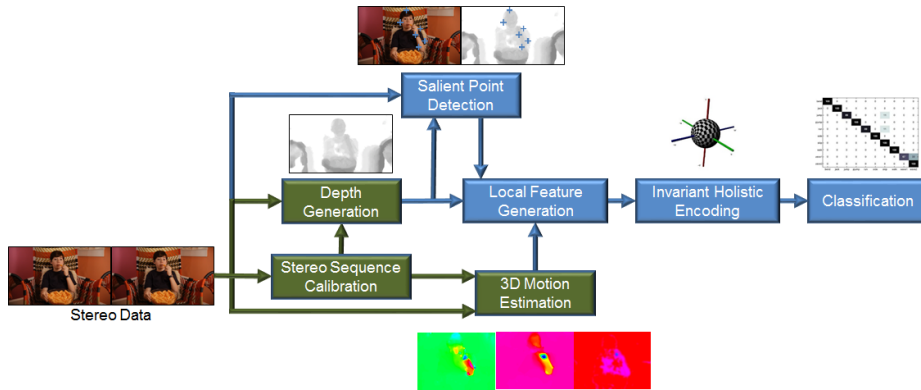 Salient Point
Detection
Depth
Generation
Local Feature
Generation
Invariant Holistic
Encoding
Classification
Stereo Sequence
Calibration
3D Motion
Estimation
Stereo Data